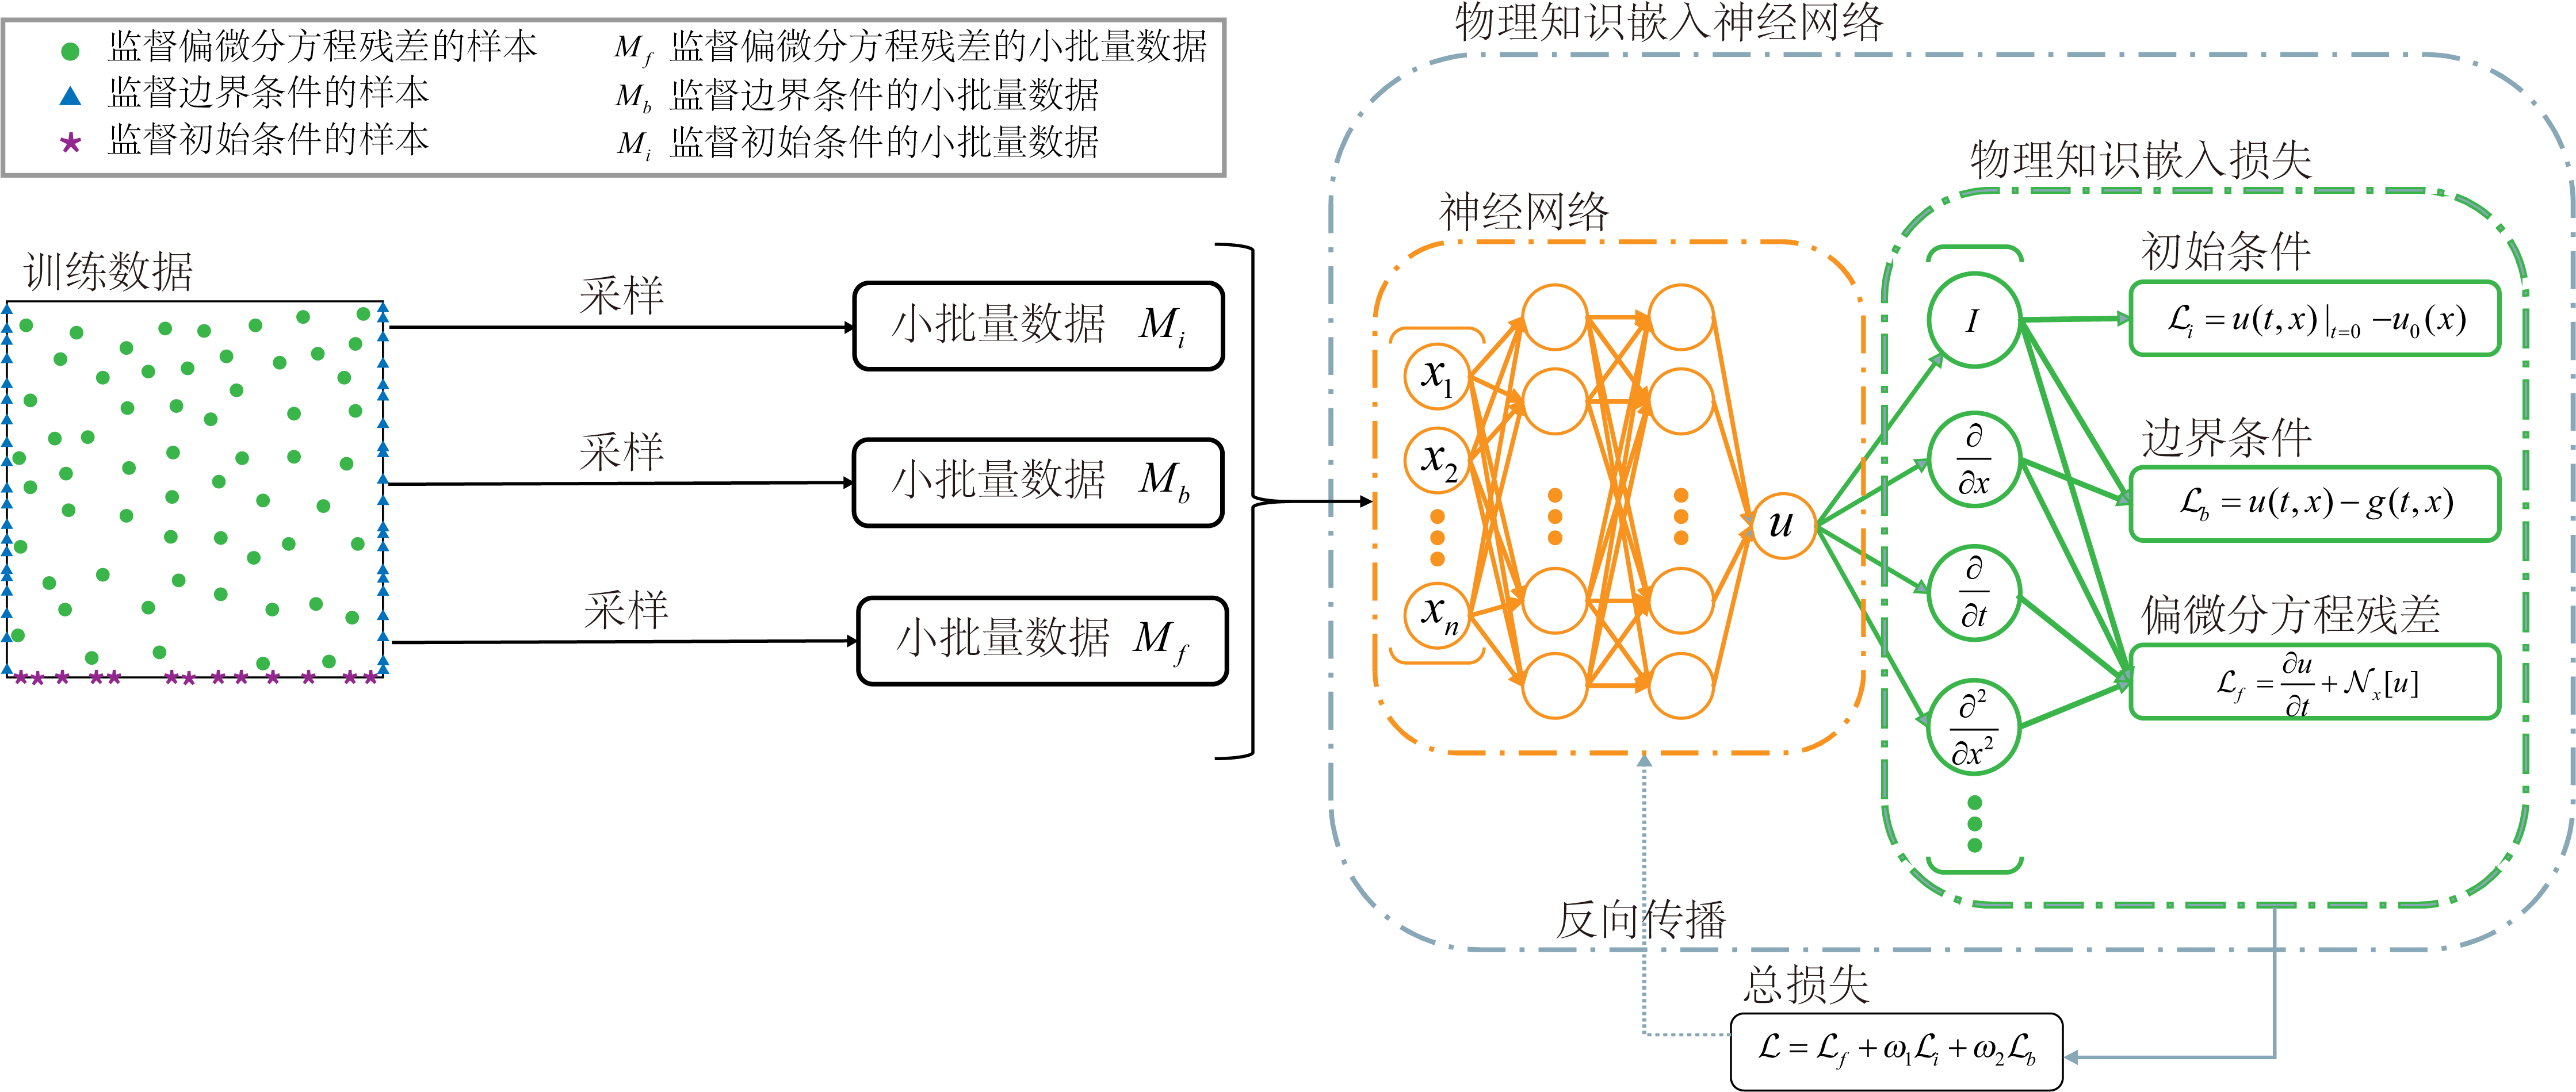 监督偏微分方程残差的样本
监督边界条件的样本
监督初始条件的样本
M_f 监督偏微分方程残差的小批量数据
M_b 监督边界条件的小批量数据
M_i 监督初始条件的小批量数据
训练数据
采样
小批量数据 M_i
采样
小批量数据 M_b
采样
小批量数据 M_f
物理知识嵌入神经网络
神经网络
x_1
x_2
x_n
u
物理知识嵌入损失
I
∂/∂x
∂/∂t
∂²/∂x²
初始条件
ℒ_i = u(t,x)|_{t=0} −u_0(x)
边界条件
ℒ_b = u(t,x) − g(t,x)
偏微分方程残差
ℒ_f = ∂u/∂t + 𝒩_x[u]
反向传播
总损失
ℒ = ℒ_f + ω_1ℒ_i + ω_2ℒ_b